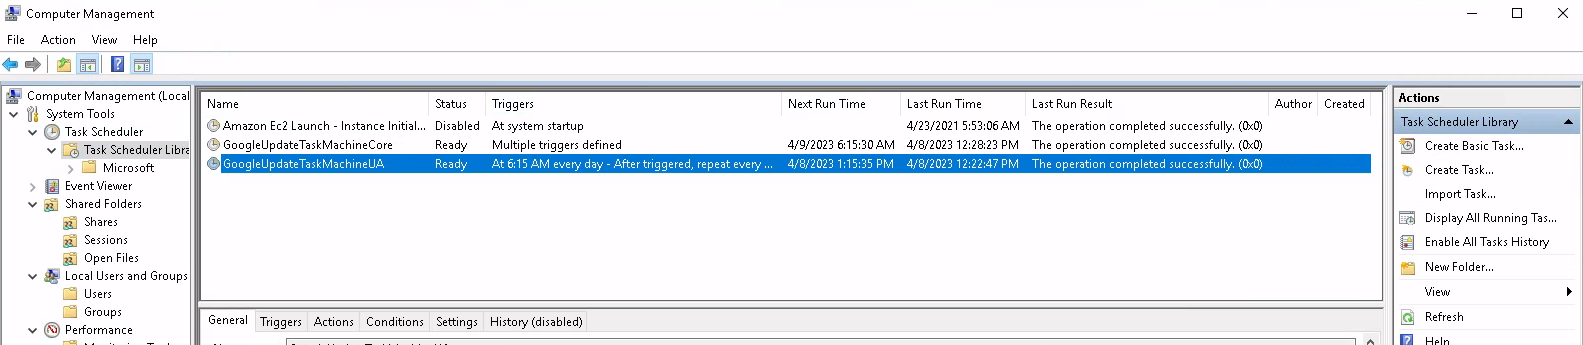 Computer Management
File Action View Help
Computer Management (Local
System Tools
Task Scheduler
Task Scheduler Libra
Microsoft
Event Viewer
Shared Folders
Shares
Sessions
Open Files
Local Users and Groups
Users
Groups
Performance
Name Status Triggers Next Run Time Last Run Time Last Run Result Author Created
Amazon Ec2 Launch - Instance Initial... Disabled At system startup 4/23/2021 5:53:06 AM The operation completed successfully. (0x0)
GoogleUpdateTaskMachineCore Ready Multiple triggers defined 4/9/2023 6:15:30 AM 4/8/2023 12:28:23 PM The operation completed successfully. (0x0)
GoogleUpdateTaskMachineUA Ready At 6:15 AM every day - After triggered, repeat every ... 4/8/2023 1:15:35 PM 4/8/2023 12:22:47 PM The operation completed successfully. (0x0)
General Triggers Actions Conditions Settings History (disabled)
Actions
Task Scheduler Library
Create Basic Task...
Create Task...
Import Task...
Display All Running Tas...
Enable All Tasks History
New Folder...
View
Refresh
Help